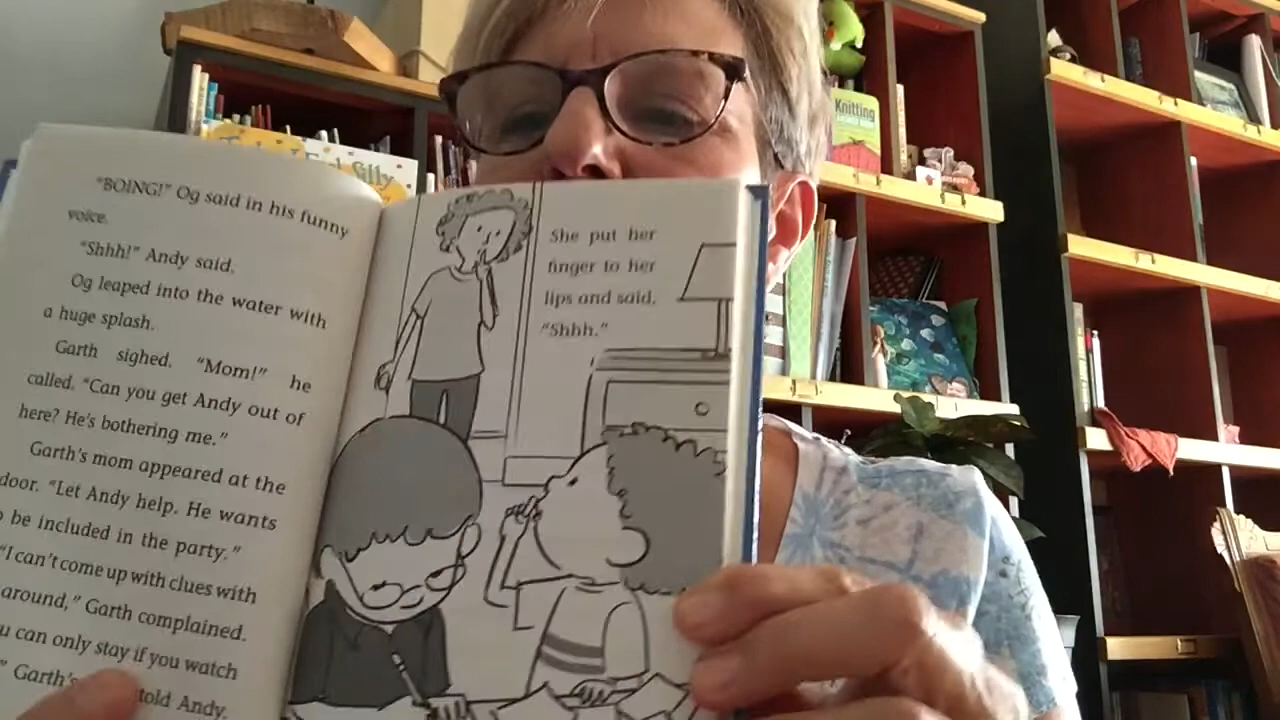 "BOING!" Og said in his funny
voice.
"Shhh!" Andy said.
Og leaped into the water with
a huge splash.
Garth sighed. "Mom!" he
called. "Can you get Andy out of
here? He's bothering me."
Garth's mom appeared at the
door. "Let Andy help. He wants
be included in the party."
"I can't come up with clues with
around," Garth complained.
can only stay if you watch
" Garth's told Andy.
She put her
finger to her
lips and said.
"Shhh."
Knitting
Silly